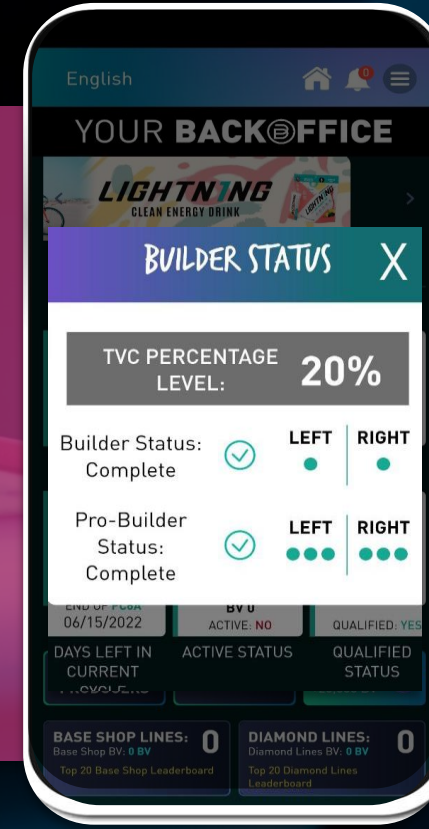 English
0
YOUR BACKOFFICE
LIGHTN7NG
CLEAN ENERGY DRINK
BUILDER STATUS X
TVC PERCENTAGE
LEVEL: 20%
Builder Status:
Complete
LEFT RIGHT
Pro-Builder
Status:
Complete
LEFT RIGHT
END OF PC8A
06/15/2022
BV 0
ACTIVE: NO
QUALIFIED: YES
DAYS LEFT IN
CURRENT
ACTIVE STATUS
QUALIFIED
STATUS
BASE SHOP LINES: 0
Base Shop BV: 0 BV
Top 20 Base Shop Leaderboard
DIAMOND LINES: 0
Diamond Lines BV: 0 BV
Top 20 Diamond Lines
Leaderboard